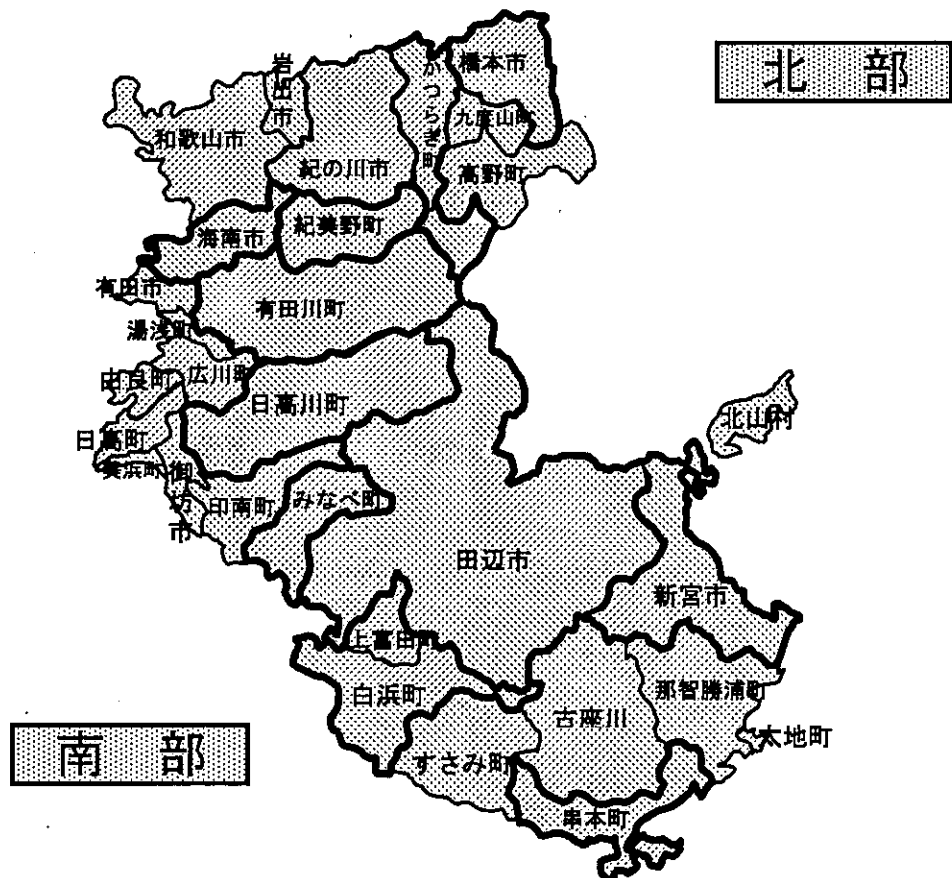 北部
岩出市
かつらぎ町
橋本市
九度山町
和歌山市
紀の川市
高野町
海南市
紀美野町
有田市
有田川町
湯浅町
広川町
由良町
日高川町
北山村
日高町
美浜町
御坊市
印南町
みなべ町
田辺市
新宮市
上富田町
白浜町
那智勝浦町
古座川
太地町
南部
すさみ町
串本町